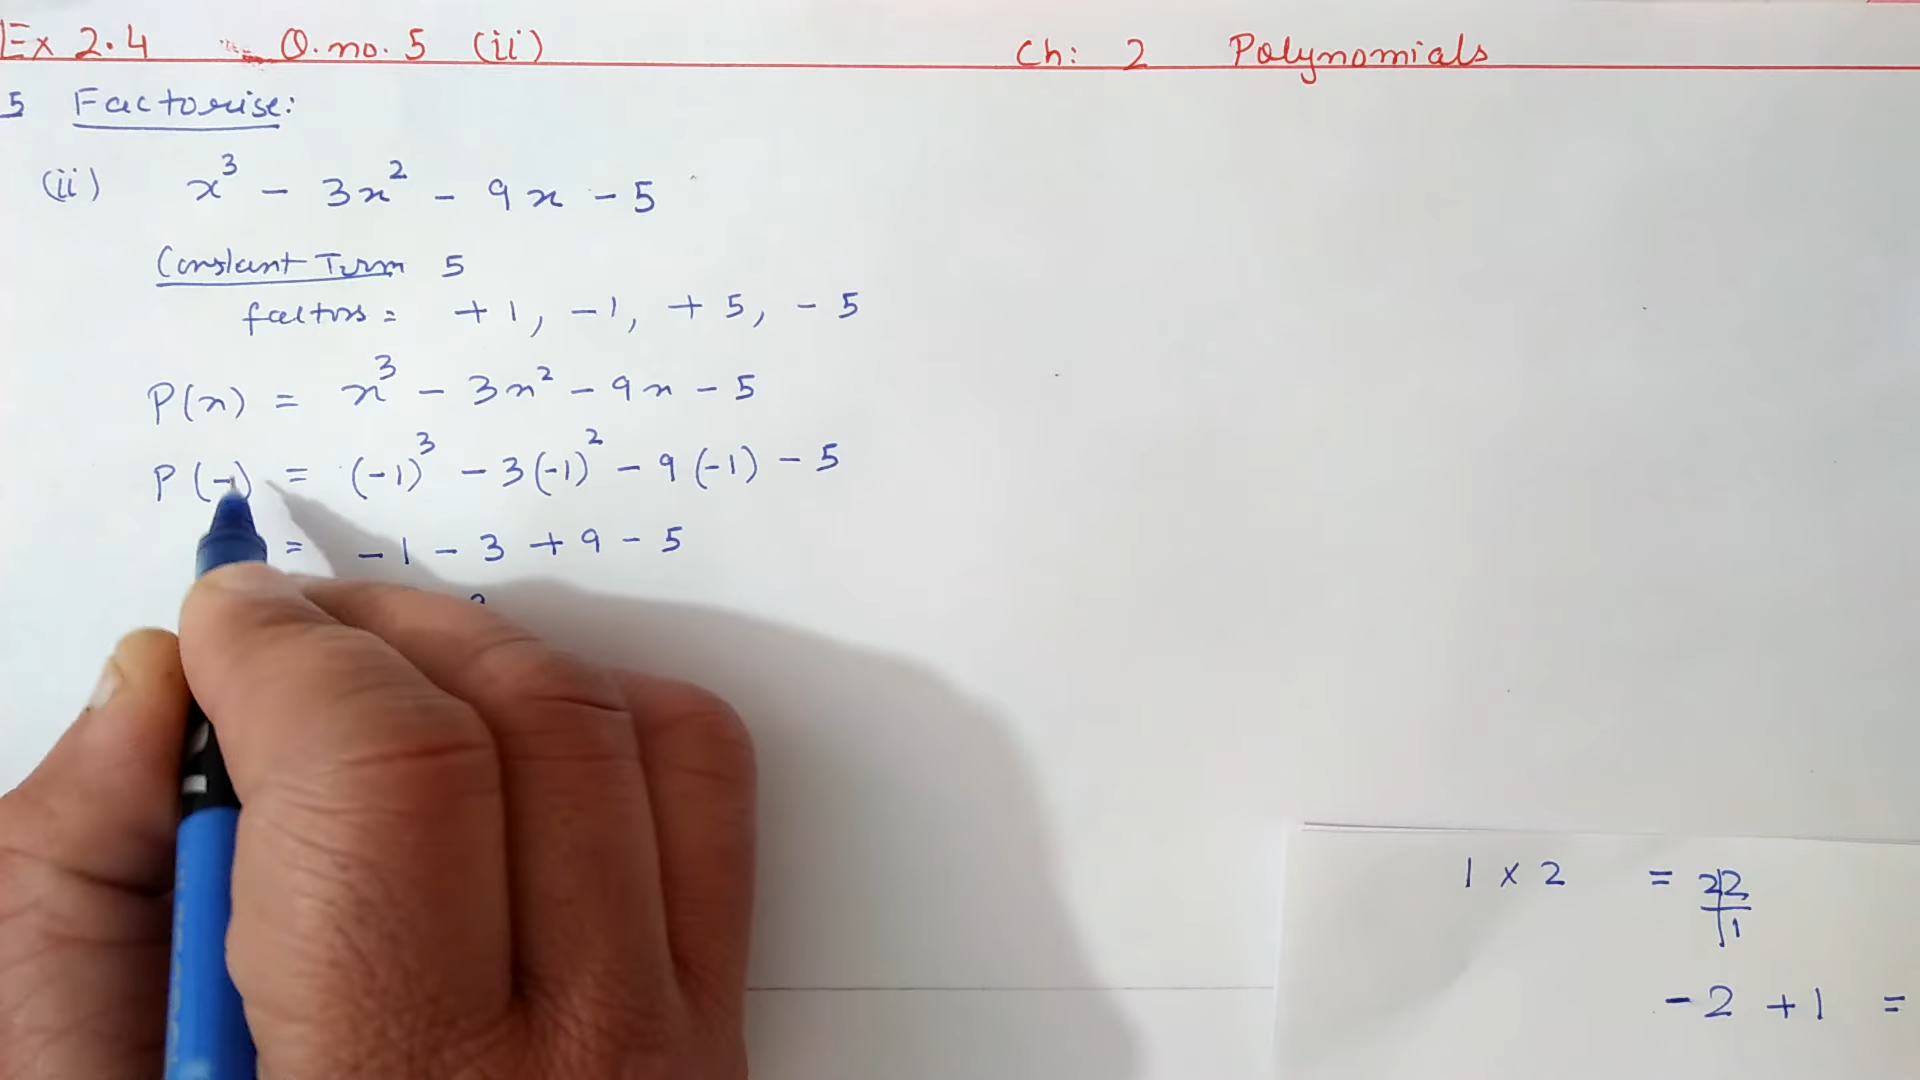 Ex 2.4 Q.no. 5 (ii) Ch: 2 Polynomials
5 Factorise:
(ii) x³ - 3x² - 9x - 5
Constant Term 5
factors = +1, -1, +5, -5
P(x) = x³ - 3x² - 9x - 5
P(-1) = (-1)³ - 3(-1)² - 9(-1) - 5
= -1 - 3 + 9 - 5
1 x 2 = 22
1
-2 + 1 =